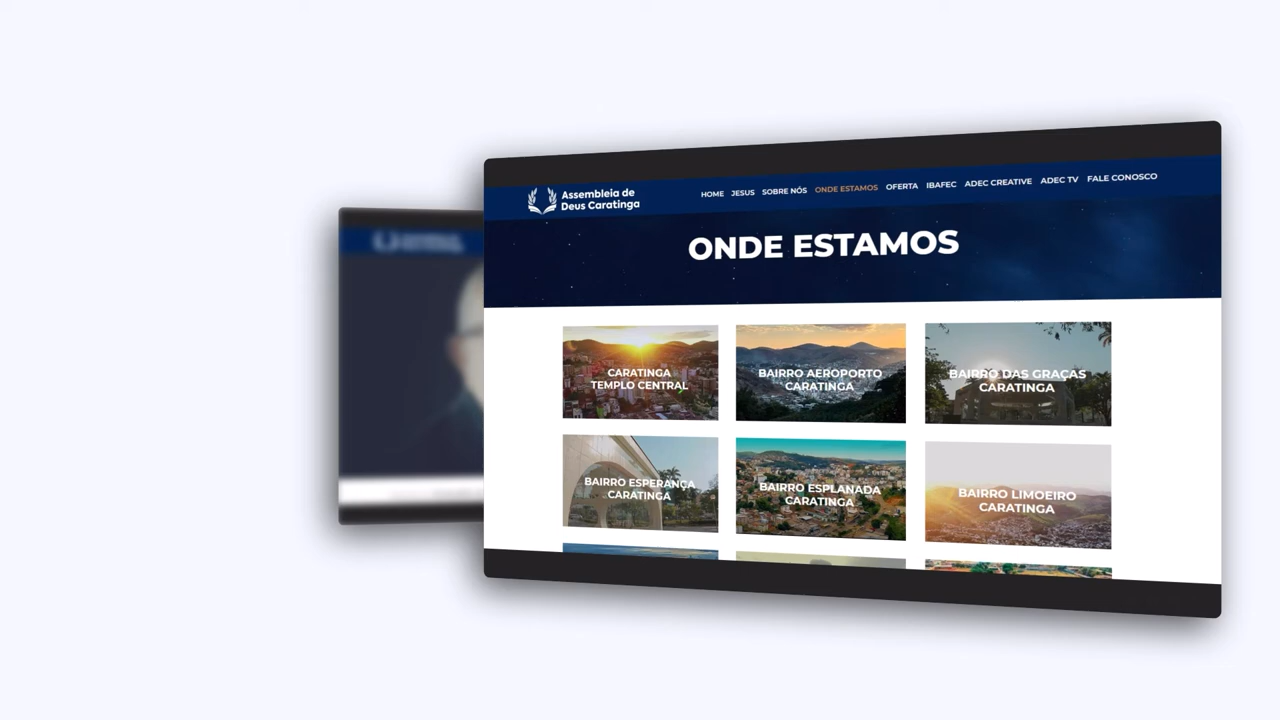 Assembleia de
Deus Caratinga
HOME JESUS SOBRE NÓS ONDE ESTAMOS OFERTA IBAFEC ADEC CREATIVE ADEC TV FALE CONOSCO
ONDE ESTAMOS
CARATINGA
TEMPLO CENTRAL
BAIRRO AEROPORTO
CARATINGA
BAIRRO DAS GRAÇAS
CARATINGA
BAIRRO ESPERANÇA
CARATINGA
BAIRRO ESPLANADA
CARATINGA
BAIRRO LIMOEIRO
CARATINGA